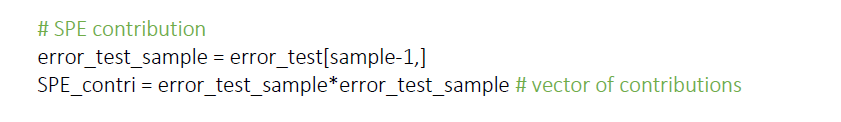 # SPE contribution
error_test_sample = error_test[sample-1,]
SPE_contri = error_test_sample*error_test_sample # vector of contributions